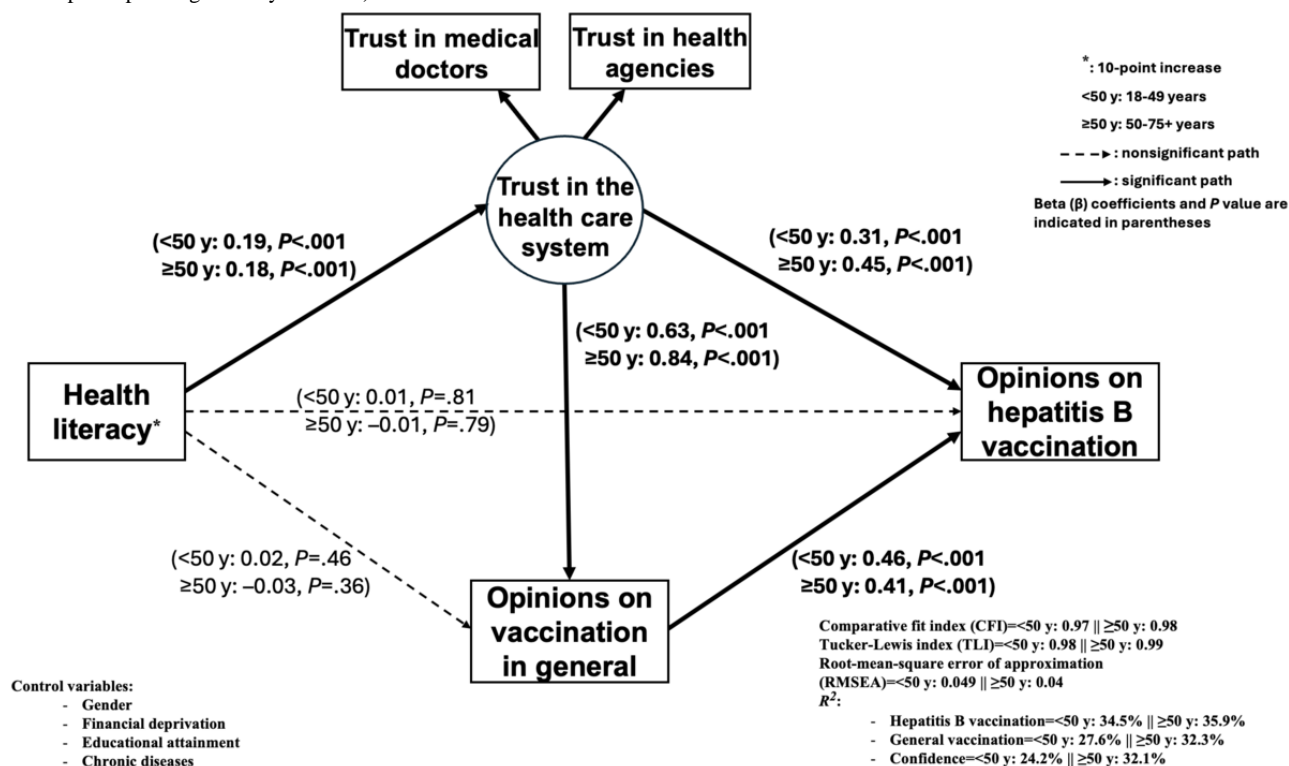 Trust in medical
doctors
Trust in health
agencies
*: 10-point increase
<50 y: 18-49 years
≥50 y: 50-75+ years
: nonsignificant path
: significant path
Beta (β) coefficients and P value are
indicated in parentheses
Trust in the
health care
system
(<50 y: 0.19, P<.001
≥50 y: 0.18, P<.001)
(<50 y: 0.31, P<.001
≥50 y: 0.45, P<.001)
(<50 y: 0.63, P<.001
≥50 y: 0.84, P<.001)
Health
literacy*
(<50 y: 0.01, P=.81
≥50 y: –0.01, P=.79)
Opinions on
hepatitis B
vaccination
(<50 y: 0.02, P=.46
≥50 y: –0.03, P=.36)
(<50 y: 0.46, P<.001
≥50 y: 0.41, P<.001)
Opinions on
vaccination
in general
Comparative fit index (CFI)=<50 y: 0.97 || ≥50 y: 0.98
Tucker-Lewis index (TLI)=<50 y: 0.98 || ≥50 y: 0.99
Root-mean-square error of approximation
(RMSEA)=<50 y: 0.049 || ≥50 y: 0.04
R²:
- Hepatitis B vaccination=<50 y: 34.5% || ≥50 y: 35.9%
- General vaccination=<50 y: 27.6% || ≥50 y: 32.3%
- Confidence=<50 y: 24.2% || ≥50 y: 32.1%
Control variables:
- Gender
- Financial deprivation
- Educational attainment
- Chronic diseases